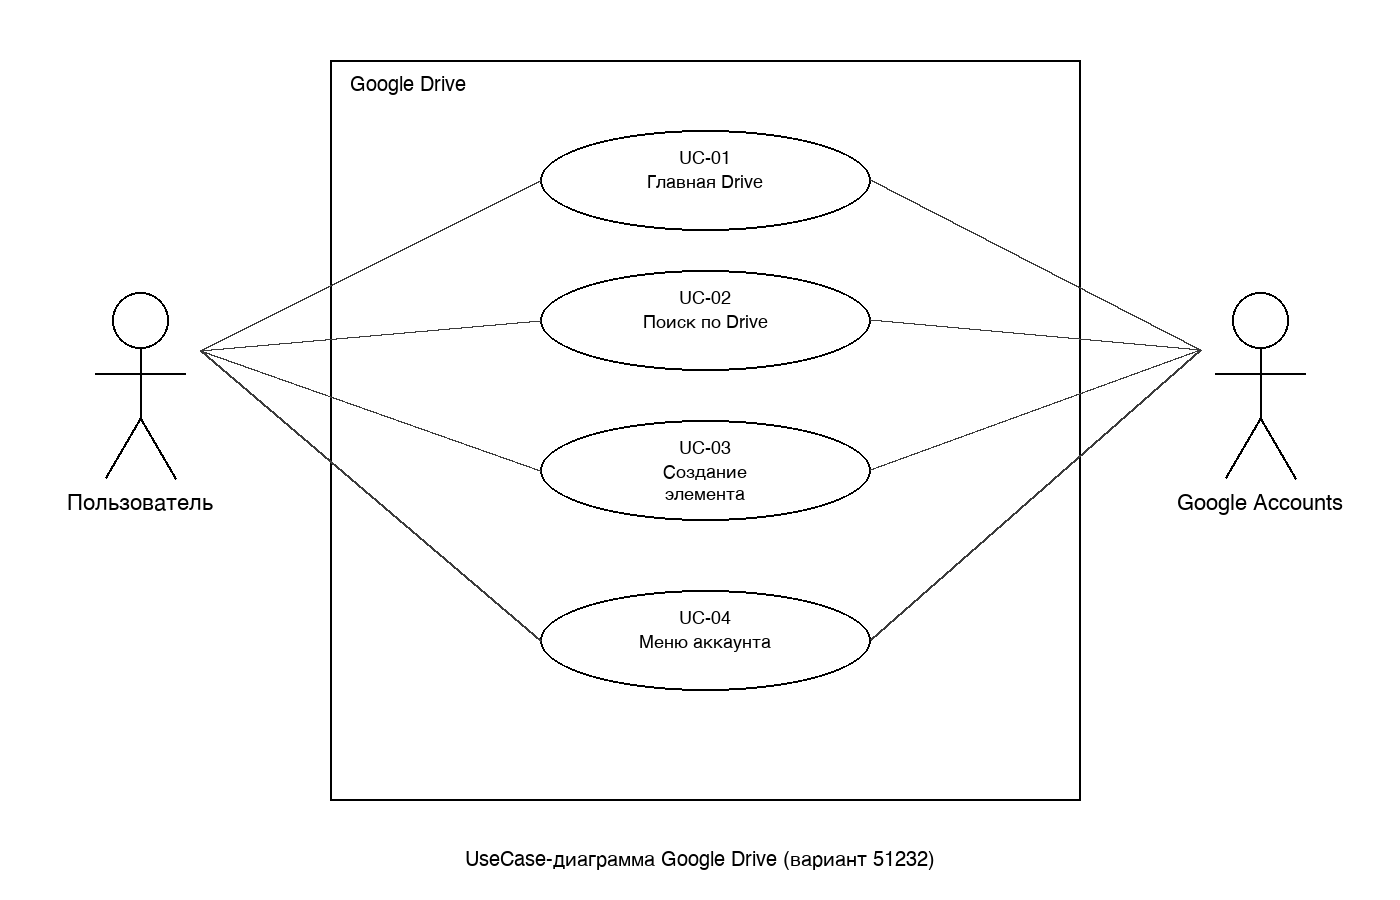 Google Drive
UC-01
Главная Drive
UC-02
Поиск по Drive
UC-03
Создание
элемента
Пользователь
Google Accounts
UC-04
Меню аккаунта
UseCase-диаграмма Google Drive (вариант 51232)